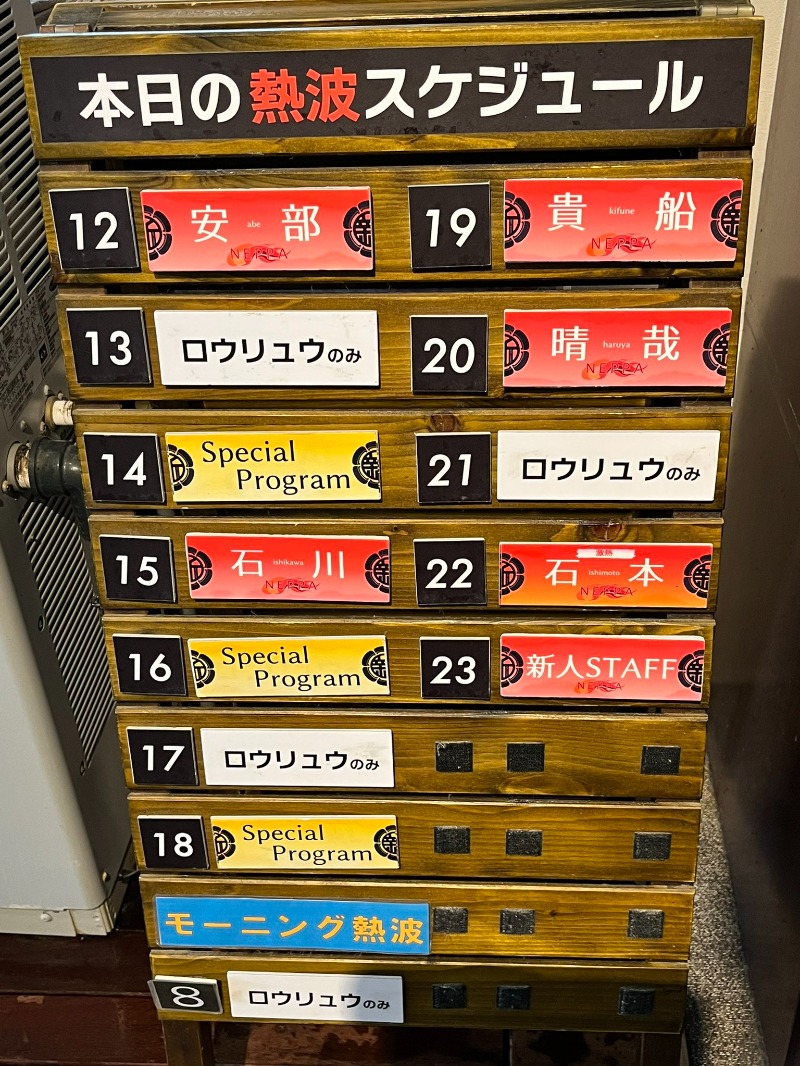 本日の熱波スケジュール
12 安 abe 部 NEPPA
13 ロウリュウのみ
14 Special Program
15 石 ishikawa 川 NEPPA
16 Special Program
17 ロウリュウのみ
18 Special Program
19 貴 kifune 船 NEPPA
20 晴 haruya 哉 NEPPA
21 ロウリュウのみ
22 激熱 石 ishimoto 本 NEPPA
23 新人STAFF NEPPA
モーニング熱波
8 ロウリュウのみ